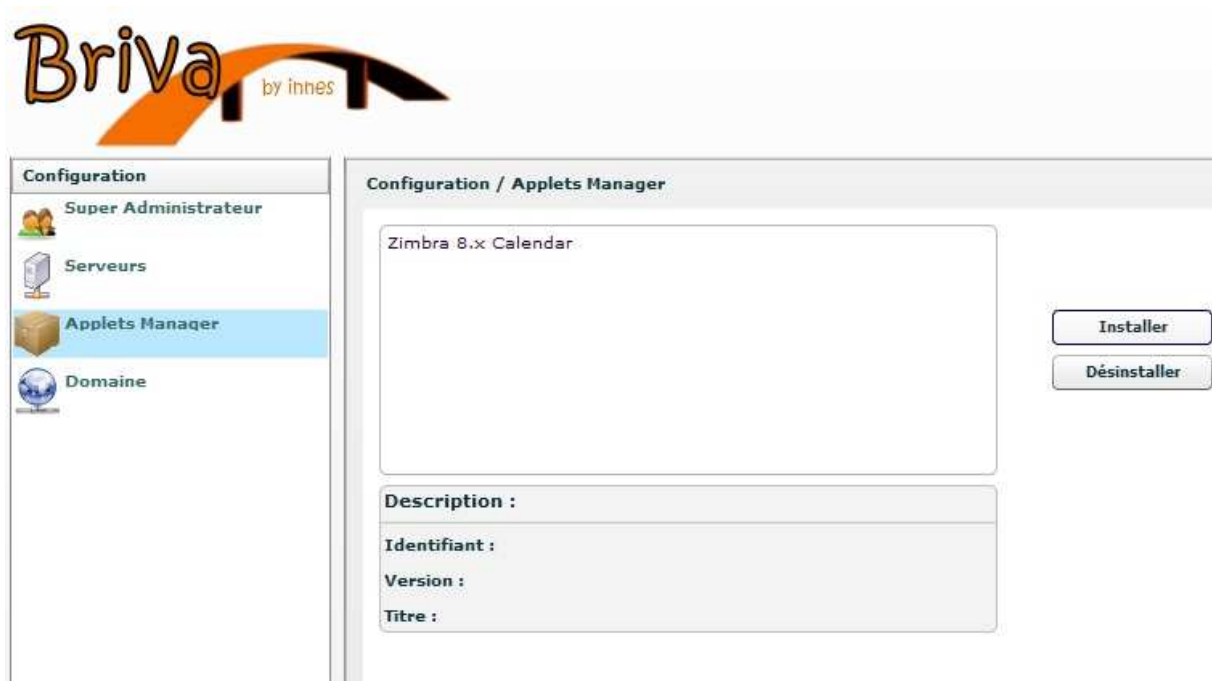 Briva
by innes
Configuration
Super Administrateur
Serveurs
Applets Manager
Domaine
Configuration / Applets Manager
Zimbra 8.x Calendar
Installer
Désinstaller
Description :
Identifiant :
Version :
Titre :